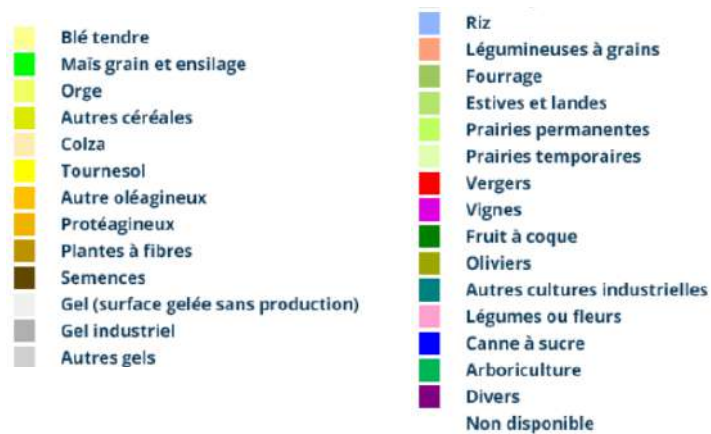 Blé tendre
Maïs grain et ensilage
Orge
Autres céréales
Colza
Tournesol
Autre oléagineux
Protéagineux
Plantes à fibres
Semences
Gel (surface gelée sans production)
Gel industriel
Autres gels
Riz
Légumineuses à grains
Fourrage
Estives et landes
Prairies permanentes
Prairies temporaires
Vergers
Vignes
Fruit à coque
Oliviers
Autres cultures industrielles
Légumes ou fleurs
Canne à sucre
Arboriculture
Divers
Non disponible